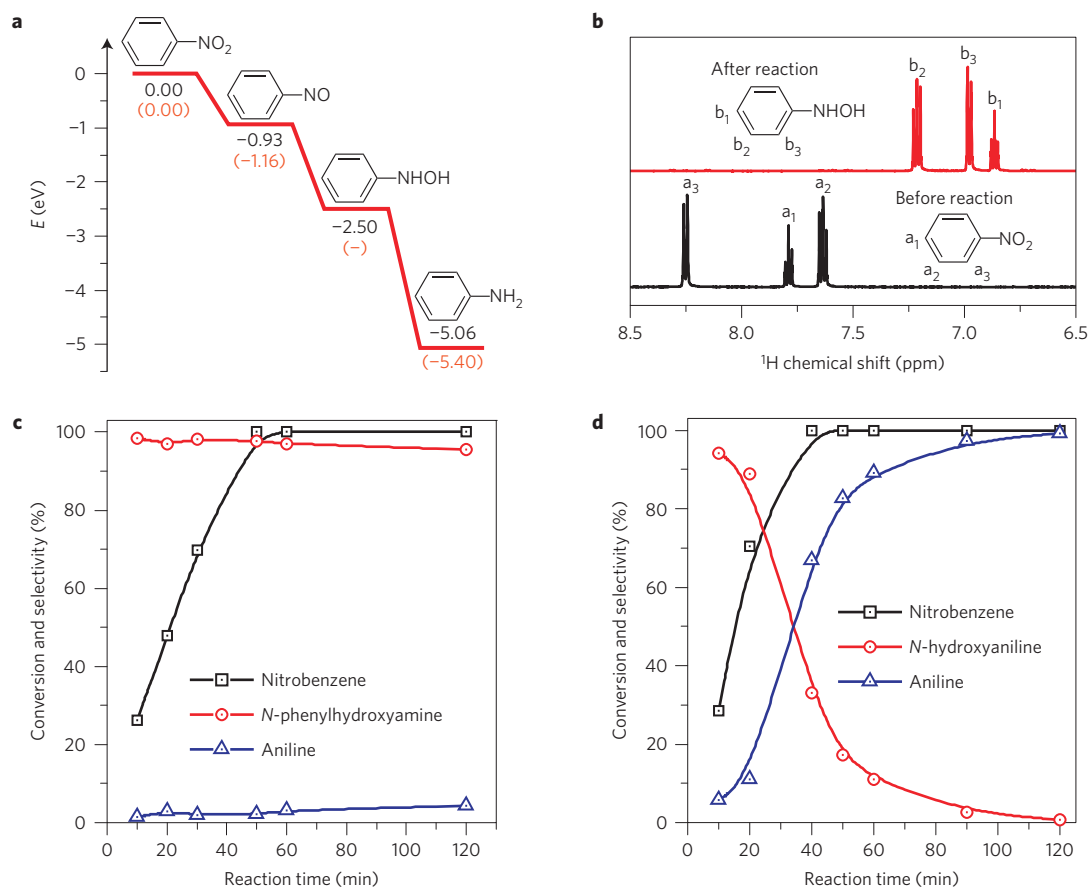 a
E (eV)
0
−1
−2
−3
−4
−5
NO2
0.00
(0.00)
NO
−0.93
(−1.16)
NHOH
−2.50
(−)
NH2
−5.06
(−5.40)
b
After reaction
NHOH
b1
b2
b3
b2
b3
b1
a3
a1
a2
Before reaction
NO2
a1
a2
a3
8.5 8.0 7.5 7.0 6.5
1H chemical shift (ppm)
c
Conversion and selectivity (%)
100
80
60
40
20
0
Nitrobenzene
N-phenylhydroxyamine
Aniline
0 20 40 60 80 100 120
Reaction time (min)
d
Conversion and selectivity (%)
100
80
60
40
20
0
Nitrobenzene
N-hydroxyaniline
Aniline
0 20 40 60 80 100 120
Reaction time (min)